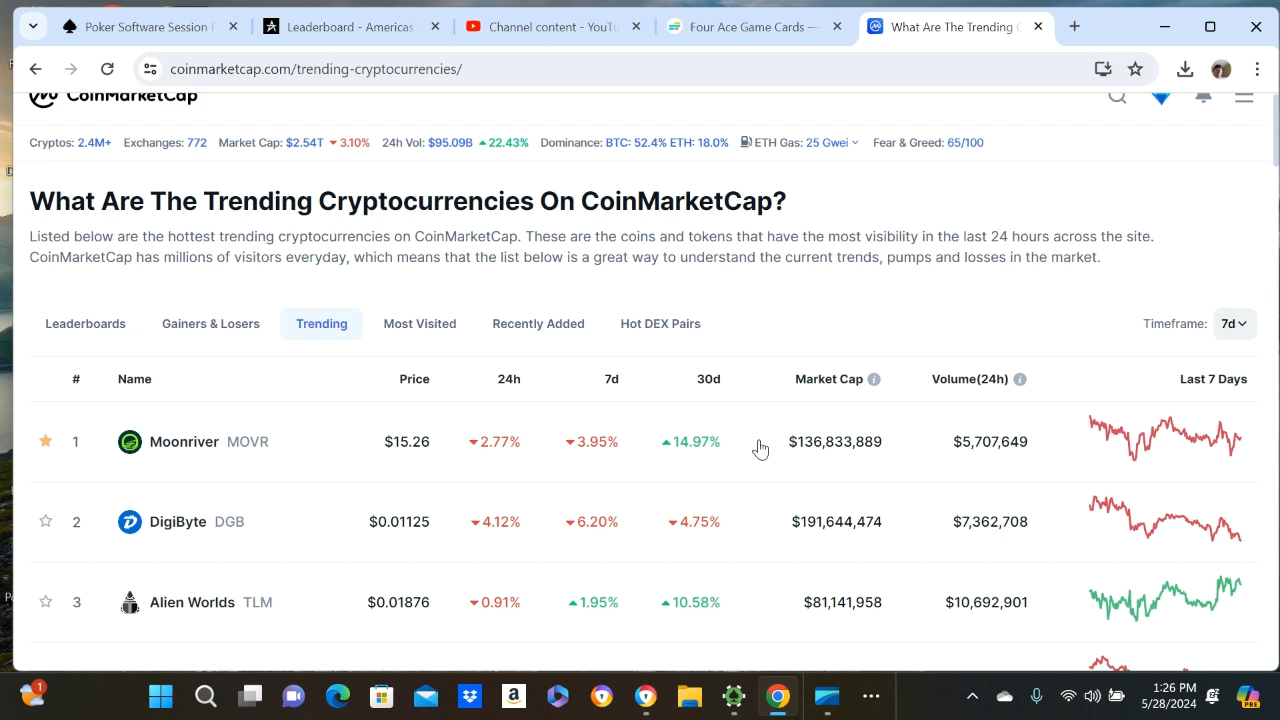 Poker Software Session
Leaderboard - Americas
Channel content - YouTu
Four Ace Game Cards —
What Are The Trending
coinmarketcap.com/trending-cryptocurrencies/
CoinMarketCap
Cryptos: 2.4M+ Exchanges: 772 Market Cap: $2.54T 3.10% 24h Vol: $95.09B 22.43% Dominance: BTC: 52.4% ETH: 18.0% ETH Gas: 25 Gwei Fear & Greed: 65/100
What Are The Trending Cryptocurrencies On CoinMarketCap?
Listed below are the hottest trending cryptocurrencies on CoinMarketCap. These are the coins and tokens that have the most visibility in the last 24 hours across the site.
CoinMarketCap has millions of visitors everyday, which means that the list below is a great way to understand the current trends, pumps and losses in the market.
Leaderboards Gainers & Losers Trending Most Visited Recently Added Hot DEX Pairs Timeframe: 7d
# Name Price 24h 7d 30d Market Cap Volume(24h) Last 7 Days
1 Moonriver MOVR $15.26 2.77% 3.95% 14.97% $136,833,889 $5,707,649
2 DigiByte DGB $0.01125 4.12% 6.20% 4.75% $191,644,474 $7,362,708
3 Alien Worlds TLM $0.01876 0.91% 1.95% 10.58% $81,141,958 $10,692,901
1
1:26 PM
5/28/2024
PRE